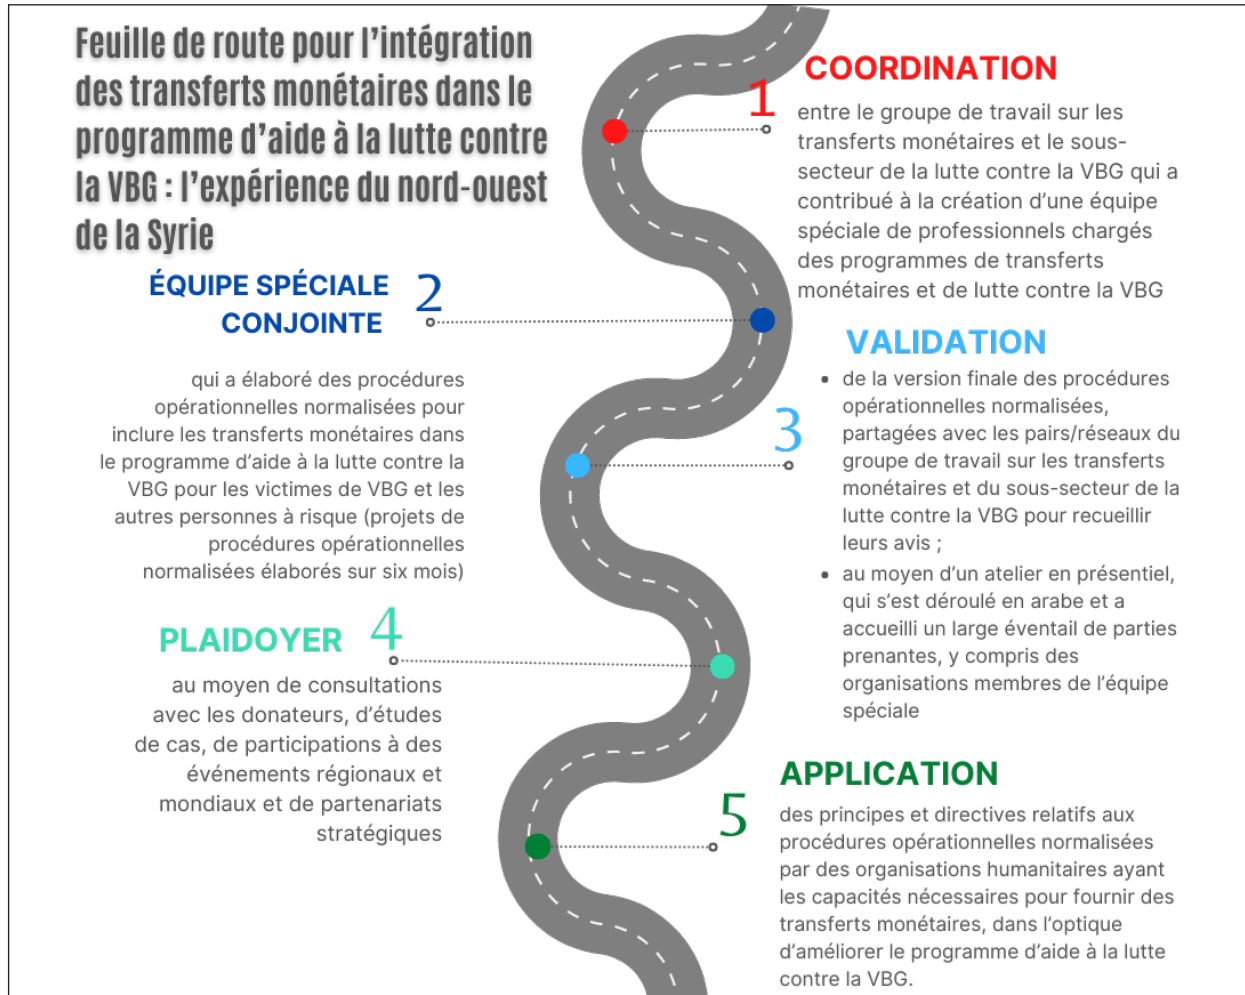 Feuille de route pour l’intégration
des transferts monétaires dans le
programme d’aide à la lutte contre
la VBG : l’expérience du nord-ouest
de la Syrie
1
COORDINATION
entre le groupe de travail sur les
transferts monétaires et le sous-
secteur de la lutte contre la VBG qui a
contribué à la création d’une équipe
spéciale de professionnels chargés
des programmes de transferts
monétaires et de lutte contre la VBG
2
ÉQUIPE SPÉCIALE
CONJOINTE
qui a élaboré des procédures
opérationnelles normalisées pour
inclure les transferts monétaires dans
le programme d’aide à la lutte contre la
VBG pour les victimes de VBG et les
autres personnes à risque (projets de
procédures opérationnelles
normalisées élaborés sur six mois)
3
VALIDATION
• de la version finale des procédures
opérationnelles normalisées,
partagées avec les pairs/réseaux du
groupe de travail sur les transferts
monétaires et du sous-secteur de la
lutte contre la VBG pour recueillir
leurs avis ;
• au moyen d’un atelier en présentiel,
qui s’est déroulé en arabe et a
accueilli un large éventail de parties
prenantes, y compris des
organisations membres de l’équipe
spéciale
4
PLAIDOYER
au moyen de consultations
avec les donateurs, d’études
de cas, de participations à des
événements régionaux et
mondiaux et de partenariats
stratégiques
5
APPLICATION
des principes et directives relatifs aux
procédures opérationnelles normalisées
par des organisations humanitaires ayant
les capacités nécessaires pour fournir des
transferts monétaires, dans l’optique
d’améliorer le programme d’aide à la lutte
contre la VBG.